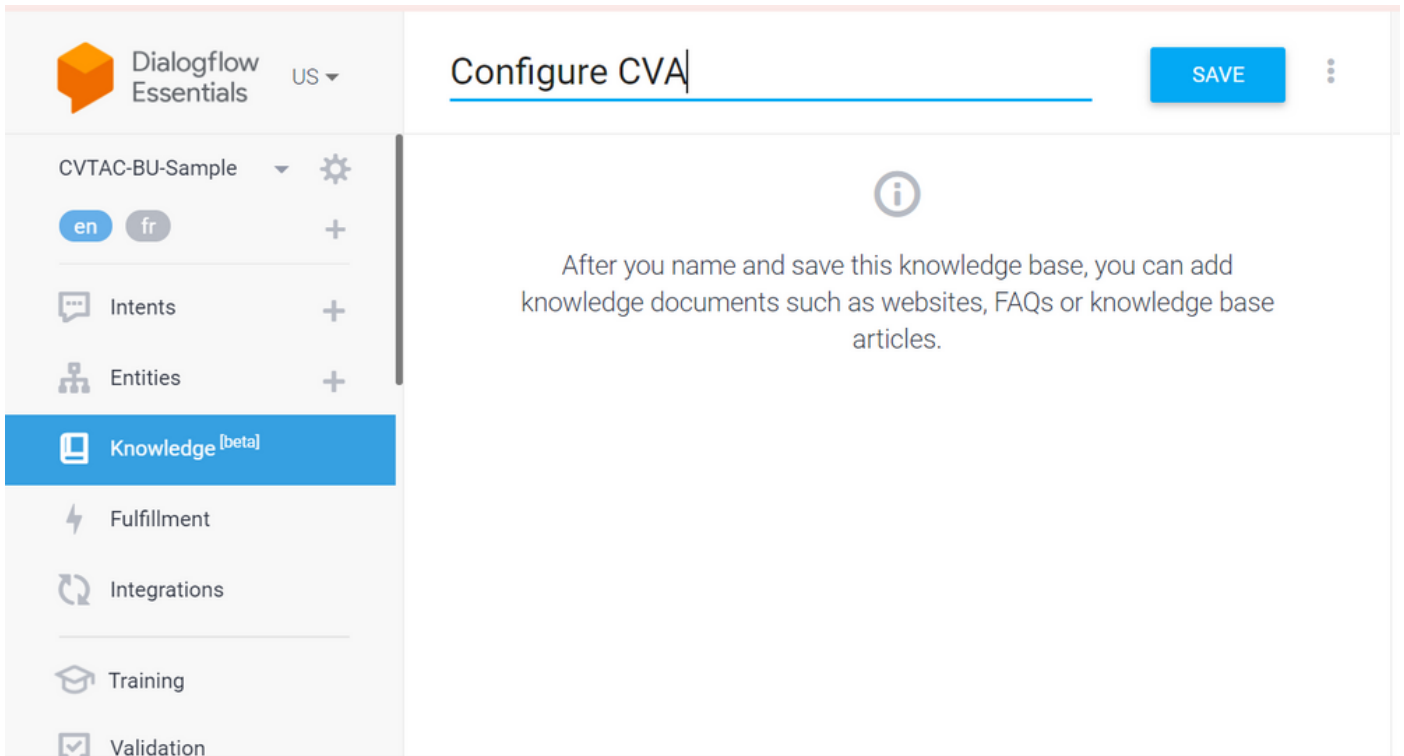 Dialogflow
Essentials
US
Configure CVA
SAVE
CVTAC-BU-Sample
en fr
Intents
Entities
Knowledge [beta]
Fulfillment
Integrations
Training
Validation
After you name and save this knowledge base, you can add
knowledge documents such as websites, FAQs or knowledge base
articles.